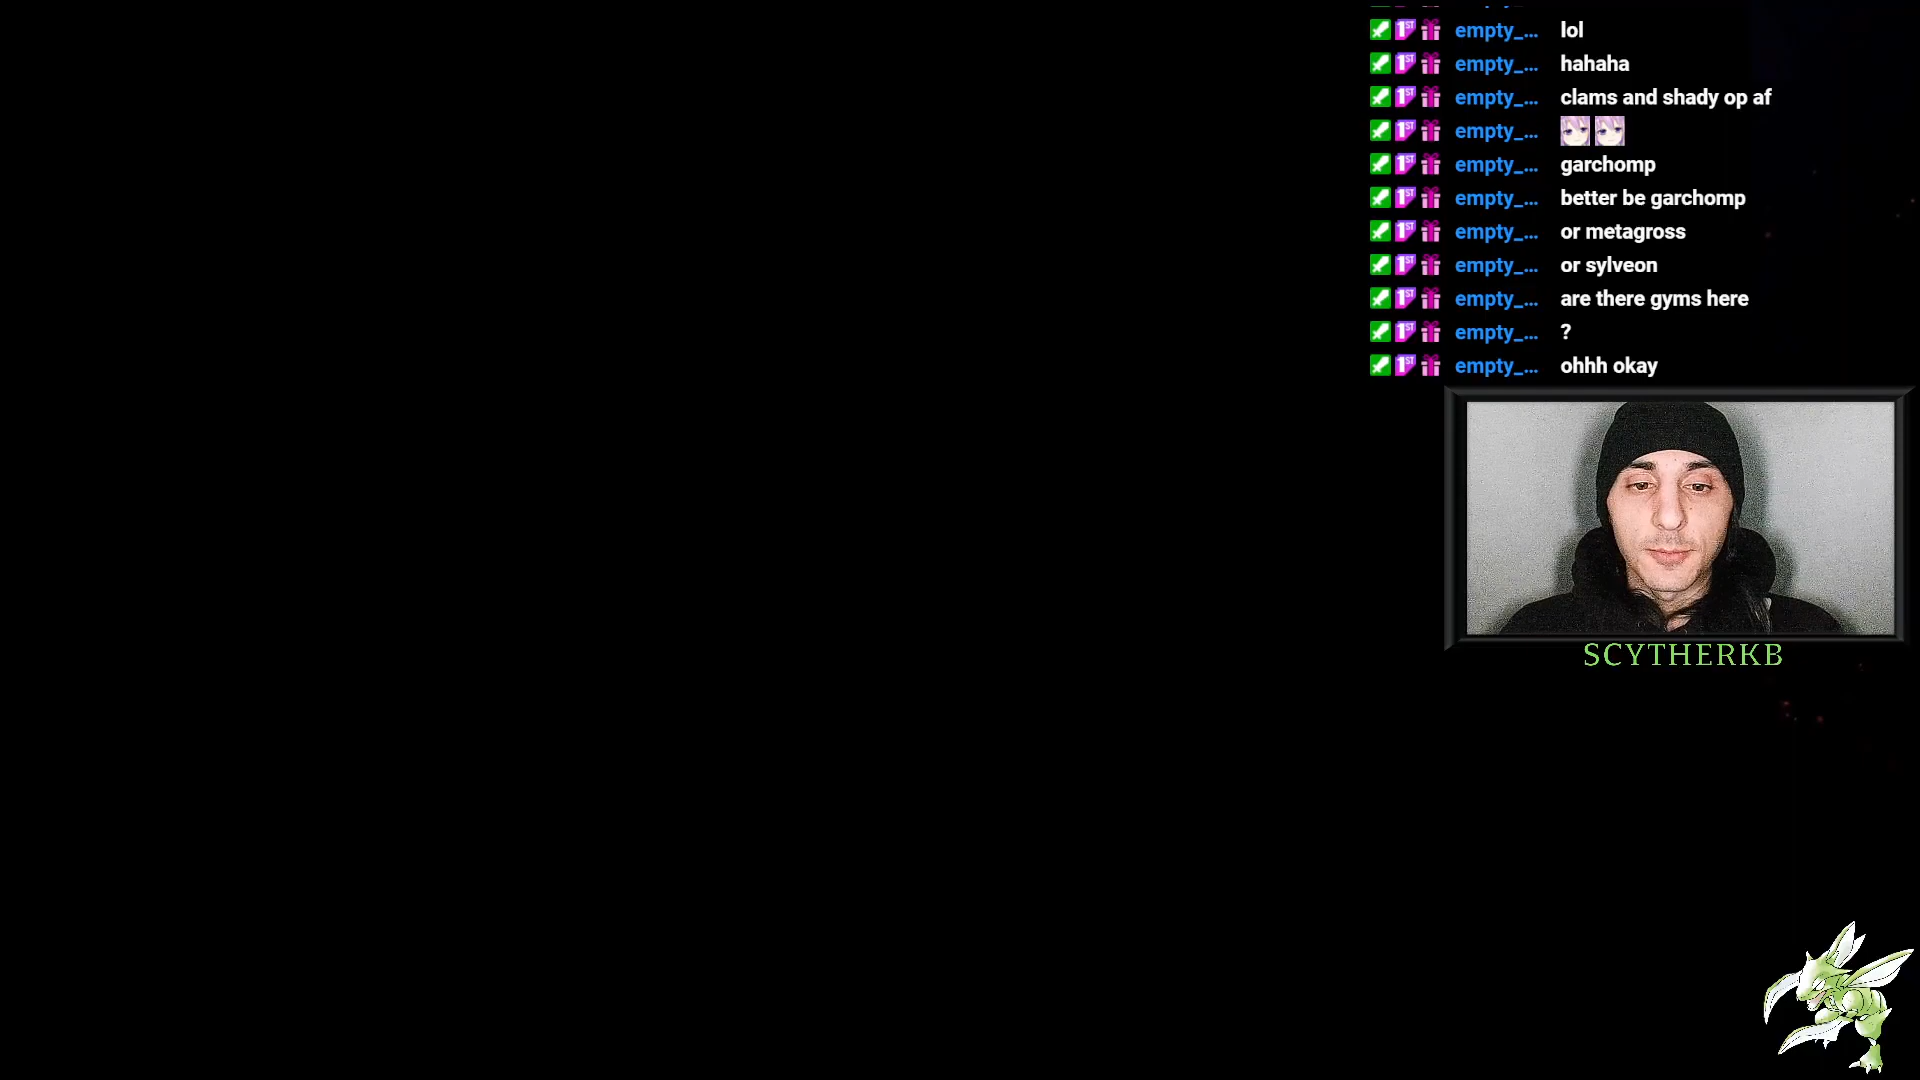 empty_... lol
empty_... hahaha
empty_... clams and shady op af
empty_...
empty_... garchomp
empty_... better be garchomp
empty_... or metagross
empty_... or sylveon
empty_... are there gyms here
empty_... ?
empty_... ohhh okay
SCYTHERKB